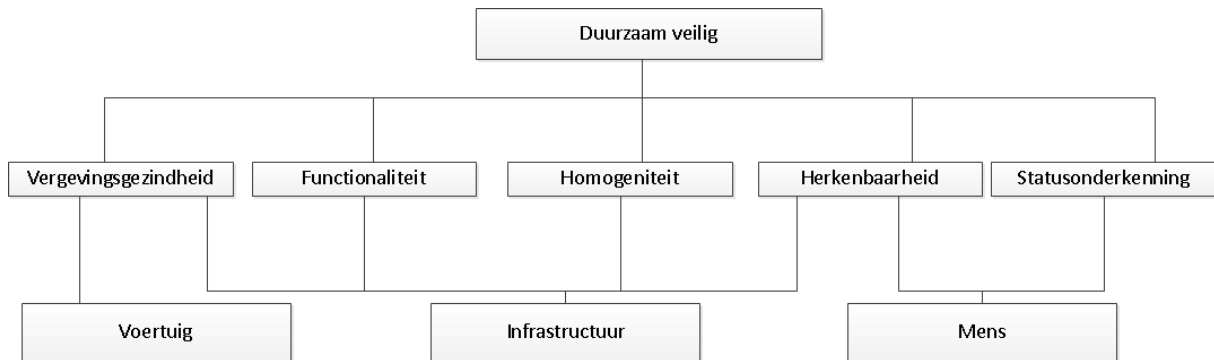 Duurzaam veilig
Vergevingsgezindheid
Functionaliteit
Homogeniteit
Herkenbaarheid
Statusonderkenning
Voertuig
Infrastructuur
Mens